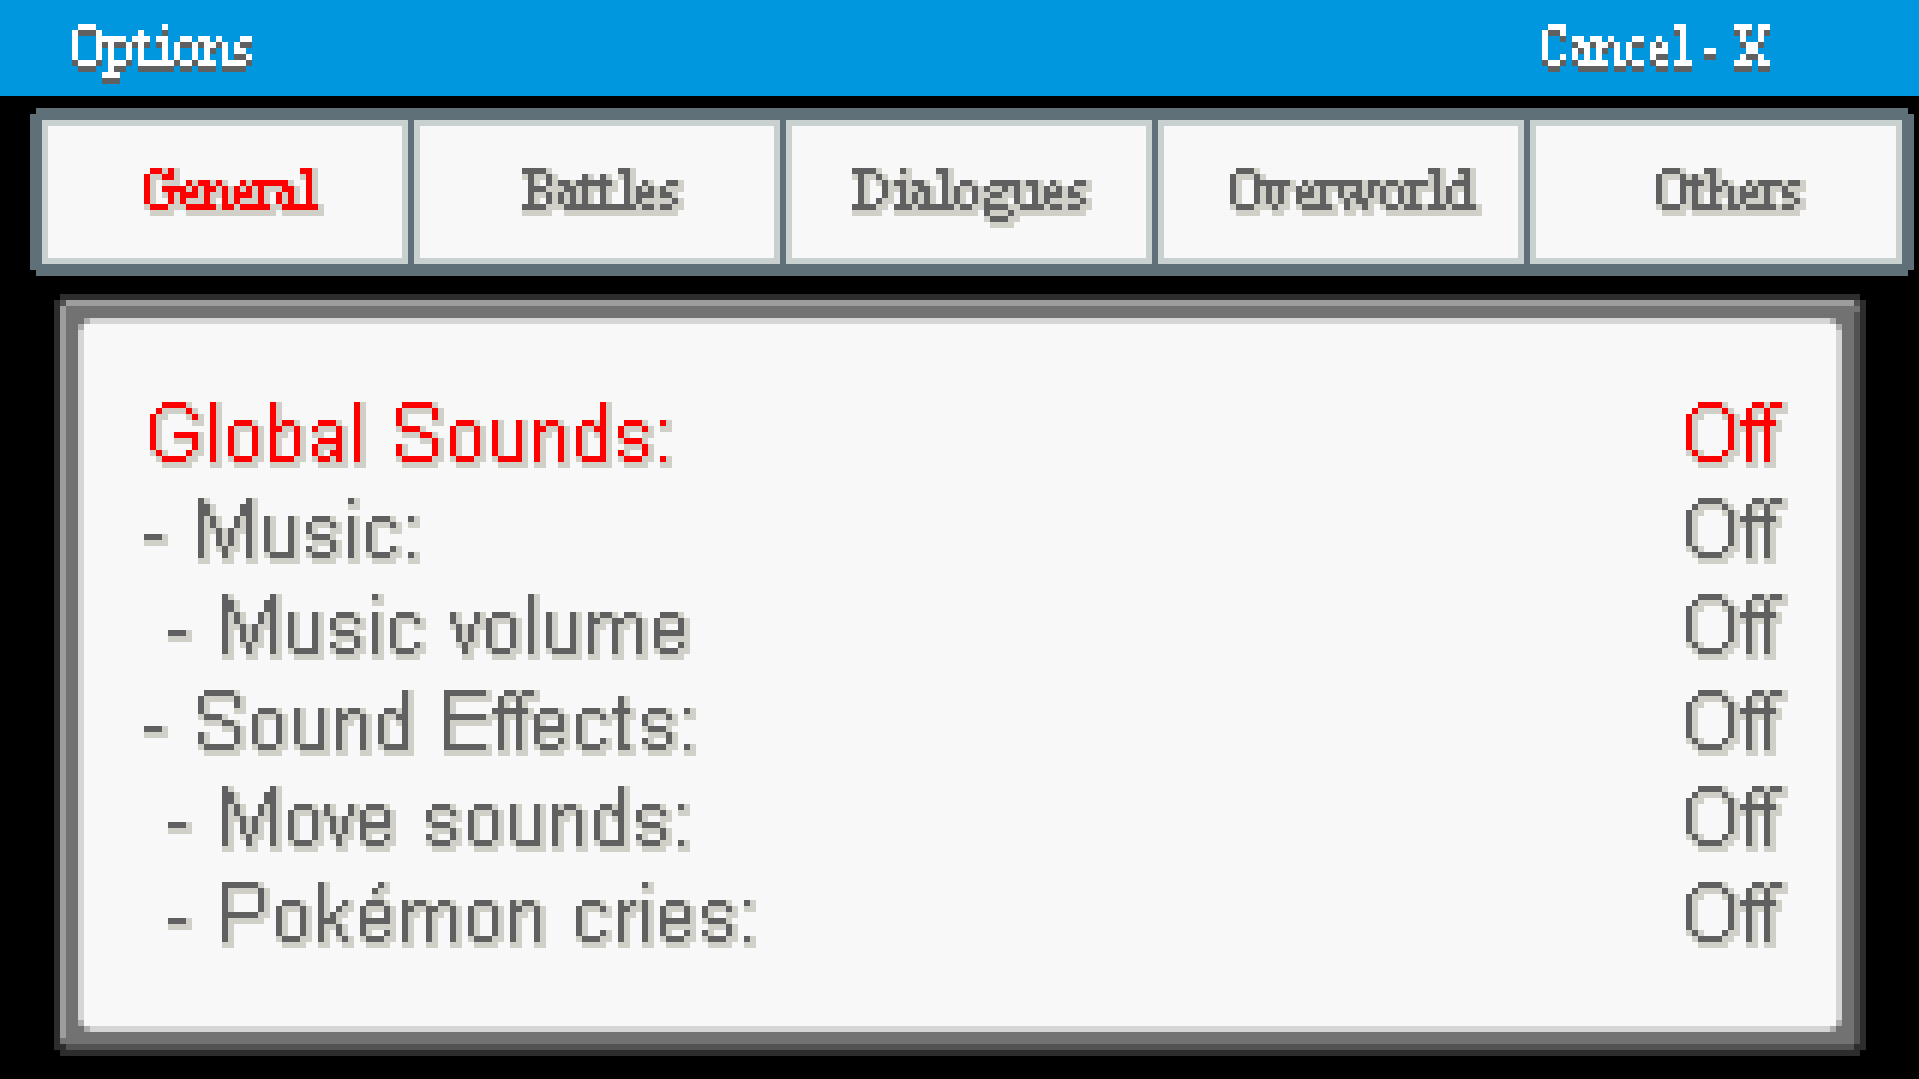 Options Cancel - X
General Battles Dialogues Overworld Others
Global Sounds: Off
- Music: Off
- Music volume Off
- Sound Effects: Off
- Move sounds: Off
- Pokémon cries: Off